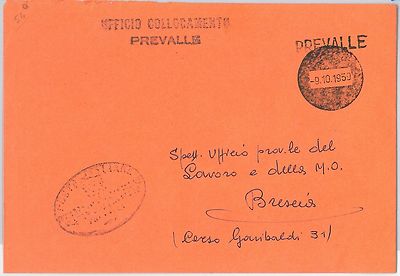 UFFICIO COLLOCAMENTO
PREVALLE
PREVALLE
-9.10.1959
Spett. Ufficio prov.le del
Lavoro e della M.O.
Brescia
(Corso Garibaldi 31)